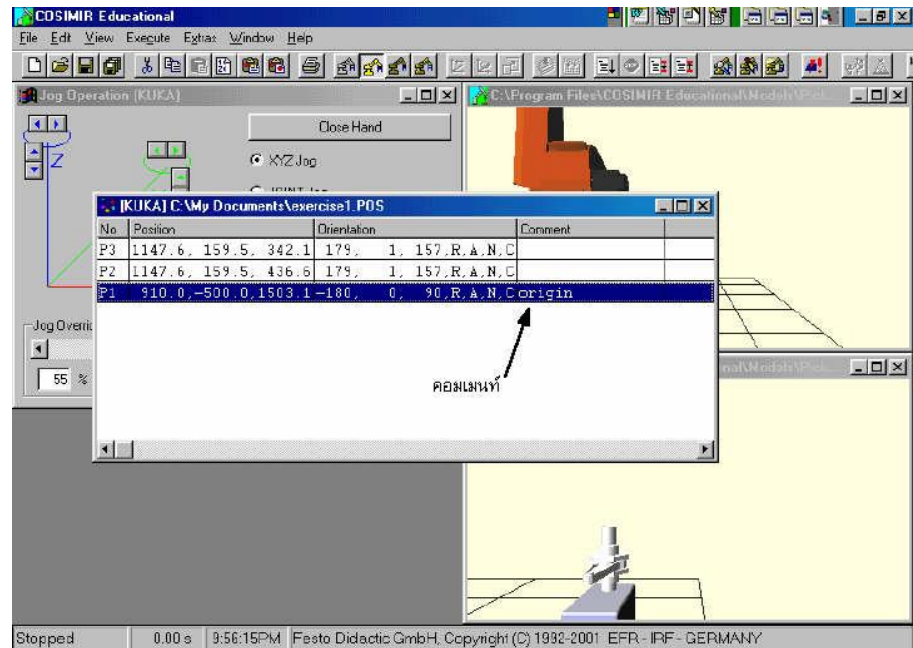 COSIMIR Educational
File Edit View Execute Extras Window Help
Jog Operation (KUKA)
C:\Program Files\COSIMIR Educational\Models\
Close Hand
Z
XYZ Jog
[KUKA] C:\My Documents\exercise1.POS
No Position Orientation Comment
P3 1147.6, 159.5, 342.1 179, 1, 157,R,A,N,C
P2 1147.6, 159.5, 436.6 179, 1, 157,R,A,N,C
P1 910.0,-500.0,1503.1 -180, 0, 90,R,A,N,C origin
Jog Overri
55 %
คอมเมนท์
Stopped 0.00 s 9:56:15PM Festo Didactic GmbH, Copyright (C) 1992-2001 EFR - IRF - GERMANY